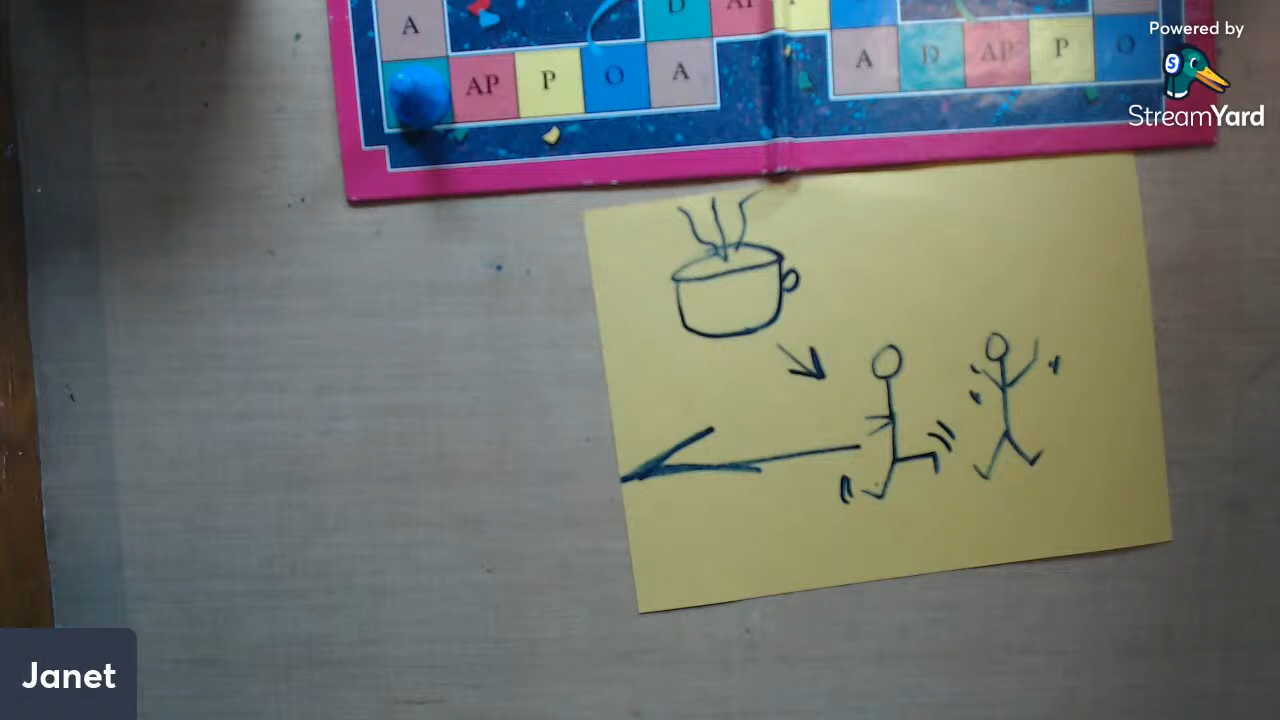 Powered by
StreamYard
D AP P
A
AP P O A
A D AP P O
Janet